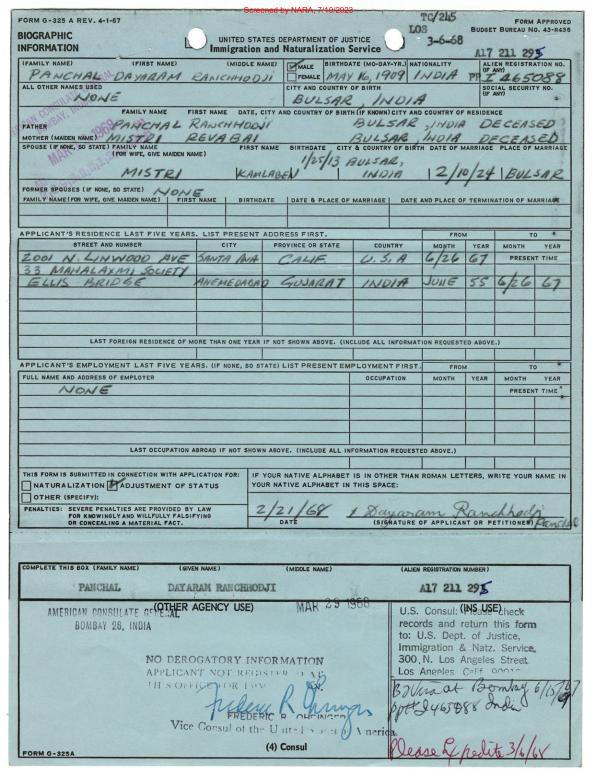 Screened by NARA, 7/10/2023
FORM G-325 A REV. 4-1-67
BIOGRAPHIC
INFORMATION
UNITED STATES DEPARTMENT OF JUSTICE
Immigration and Naturalization Service
TC/245
LOS
3-6-68
FORM APPROVED
BUDGET BUREAU NO. 43-R436
A17 211 295
(FAMILY NAME) (FIRST NAME) (MIDDLE NAME) MALE FEMALE BIRTHDATE (MO.-DAY-YR.) NATIONALITY ALIEN REGISTRATION NO. (IF ANY)
PANCHAL DAYARAM RANCHHODJI MAY 16, 1909 INDIA PP I 465088
ALL OTHER NAMES USED CITY AND COUNTRY OF BIRTH SOCIAL SECURITY NO. (IF ANY)
NONE BULSAR, INDIA
FAMILY NAME FIRST NAME DATE, CITY AND COUNTRY OF BIRTH (IF KNOWN) CITY AND COUNTRY OF RESIDENCE
FATHER PANCHAL RANCHHODJI BULSAR, INDIA DECEASED
MOTHER (MAIDEN NAME) MISTRI REVABAI BULSAR, INDIA DECEASED
SPOUSE (IF NONE, SO STATE) FAMILY NAME (FOR WIFE, GIVE MAIDEN NAME) FIRST NAME BIRTHDATE CITY & COUNTRY OF BIRTH DATE OF MARRIAGE PLACE OF MARRIAGE
MISTRI KAMLABEN 1/25/13 BULSAR, INDIA 2/10/24 BULSAR
FORMER SPOUSES (IF NONE, SO STATE) NONE
FAMILY NAME (FOR WIFE, GIVE MAIDEN NAME) FIRST NAME BIRTHDATE DATE & PLACE OF MARRIAGE DATE AND PLACE OF TERMINATION OF MARRIAGE
APPLICANT'S RESIDENCE LAST FIVE YEARS. LIST PRESENT ADDRESS FIRST. FROM TO
STREET AND NUMBER CITY PROVINCE OR STATE COUNTRY MONTH YEAR MONTH YEAR
2001 N. LINWOOD AVE SANTA ANA CALIF U.S.A 6/26 67 PRESENT TIME
33 MAHALAXMI SOCIETY
ELLIS BRIDGE AHEMEDABAD GUJARAT INDIA JUNE 55 6/26 67
LAST FOREIGN RESIDENCE OF MORE THAN ONE YEAR IF NOT SHOWN ABOVE. (INCLUDE ALL INFORMATION REQUESTED ABOVE.)
APPLICANT'S EMPLOYMENT LAST FIVE YEARS. (IF NONE, SO STATE) LIST PRESENT EMPLOYMENT FIRST. FROM TO
FULL NAME AND ADDRESS OF EMPLOYER OCCUPATION MONTH YEAR MONTH YEAR
NONE PRESENT TIME
LAST OCCUPATION ABROAD IF NOT SHOWN ABOVE. (INCLUDE ALL INFORMATION REQUESTED ABOVE.)
THIS FORM IS SUBMITTED IN CONNECTION WITH APPLICATION FOR:
NATURALIZATION ADJUSTMENT OF STATUS
OTHER (SPECIFY):
IF YOUR NATIVE ALPHABET IS IN OTHER THAN ROMAN LETTERS, WRITE YOUR NAME IN
YOUR NATIVE ALPHABET IN THIS SPACE:
PENALTIES: SEVERE PENALTIES ARE PROVIDED BY LAW
FOR KNOWINGLY AND WILLFULLY FALSIFYING
OR CONCEALING A MATERIAL FACT.
2/21/68 x Dayaram Ranchhodji Panchal
DATE (SIGNATURE OF APPLICANT OR PETITIONER)
COMPLETE THIS BOX (FAMILY NAME) (GIVEN NAME) (MIDDLE NAME) (ALIEN REGISTRATION NUMBER)
PANCHAL DAYARAM RANCHHODJI A17 211 295
(OTHER AGENCY USE)
AMERICAN CONSULATE GENERAL
BOMBAY 26, INDIA
MAR 29 1968
NO DEROGATORY INFORMATION
APPLICANT NOT REGISTERED AT
THIS OFFICE FOR
Frederic R. Ohringer
FREDERIC R. OHRINGER
Vice Consul of the United States of America
(4) Consul
(INS USE)
U.S. Consul: Please check
records and return this form
to: U.S. Dept. of Justice,
Immigration & Natz. Service,
300 N. Los Angeles Street
Los Angeles Calif.
B2 Visa at Bombay 6/15/67
ppt# I465088 India
Please Expedite 3/6/68
FORM G-325A